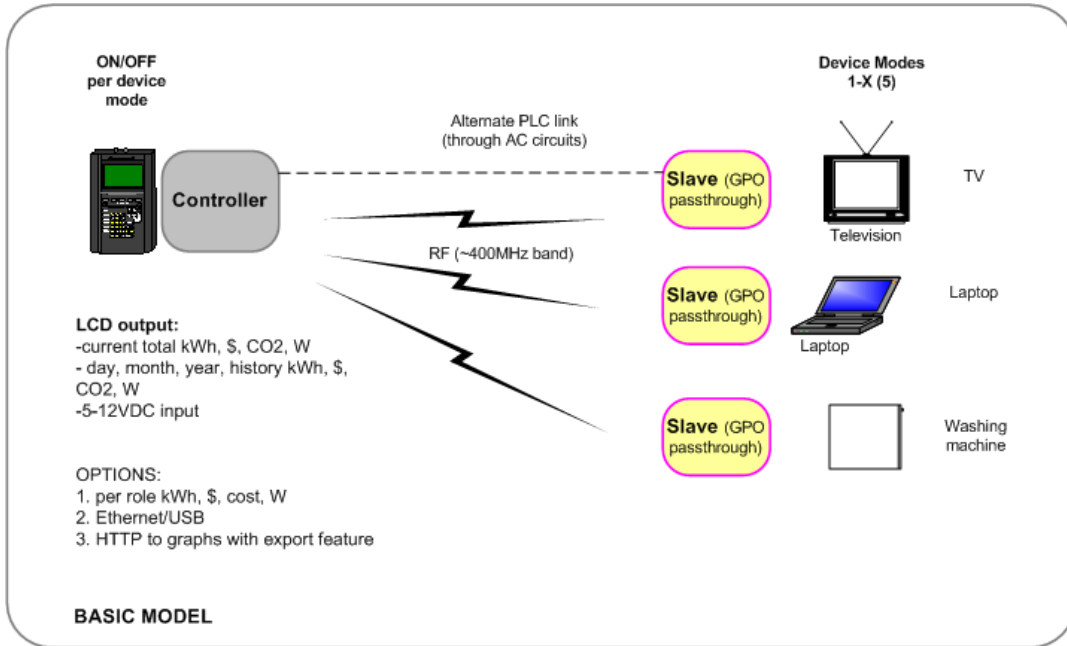 ON/OFF
per device
mode
Device Modes
1-X (5)
Alternate PLC link
(through AC circuits)
Controller
Slave (GPO
passthrough)
TV
Television
RF (~400MHz band)
Slave (GPO
passthrough)
Laptop
Laptop
LCD output:
-current total kWh, $, CO2, W
- day, month, year, history kWh, $,
CO2, W
-5-12VDC input
Slave (GPO
passthrough)
Washing
machine
OPTIONS:
1. per role kWh, $, cost, W
2. Ethernet/USB
3. HTTP to graphs with export feature
BASIC MODEL